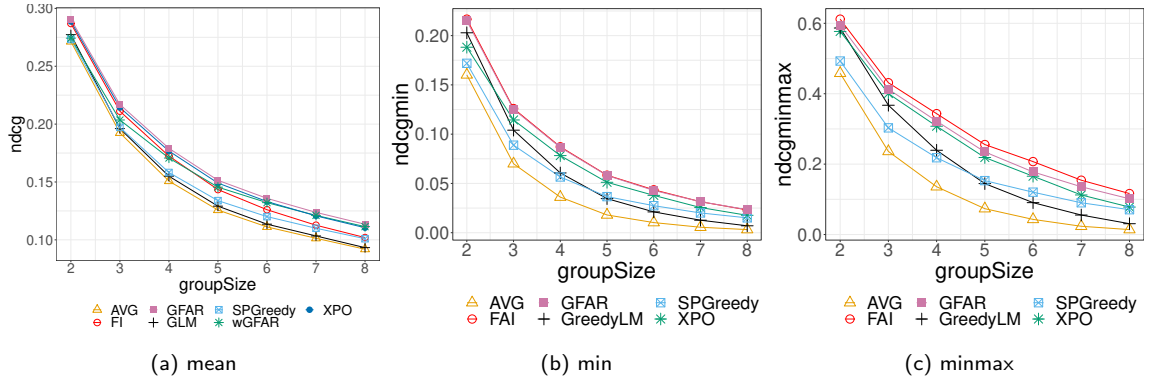 0.30
0.25
0.20
0.15
0.10
ndcg
2 3 4 5 6 7 8
groupSize
AVG GFAR SPGreedy XPO
FI GLM wGFAR
(a) mean
0.20
0.15
0.10
0.05
0.00
ndcgmin
2 3 4 5 6 7 8
groupSize
AVG GFAR SPGreedy
FAI GreedyLM XPO
(b) min
0.6
0.4
0.2
0.0
ndcgminmax
2 3 4 5 6 7 8
groupSize
AVG GFAR SPGreedy
FAI GreedyLM XPO
(c) minmax